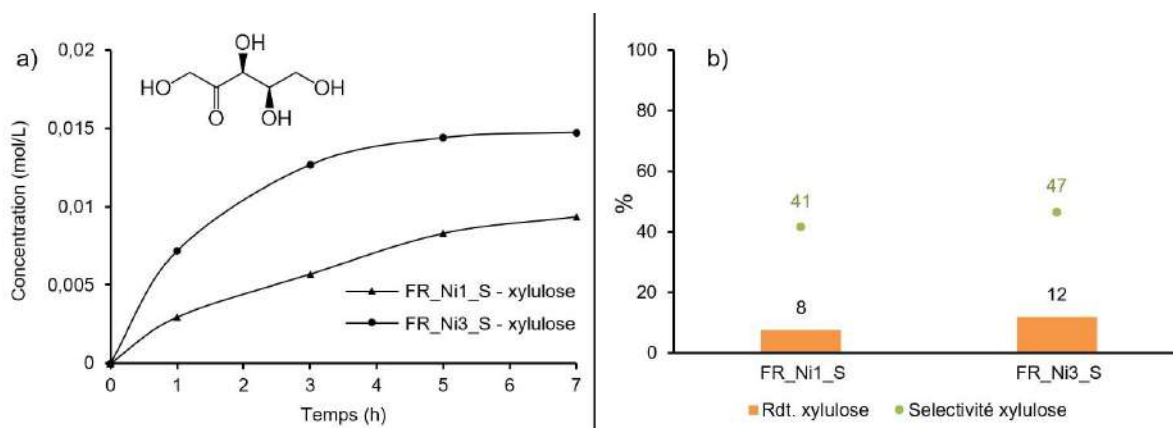 a)
0,02
0,015
0,01
0,005
0
Concentration (mol/L)
OH
HO
O
OH
OH
FR_Ni1_S - xylulose
FR_Ni3_S - xylulose
0 1 2 3 4 5 6 7
Temps (h)
b)
100
80
60
40
20
0
%
41
47
8
12
FR_Ni1_S
FR_Ni3_S
Rdt. xylulose
Selectivité xylulose